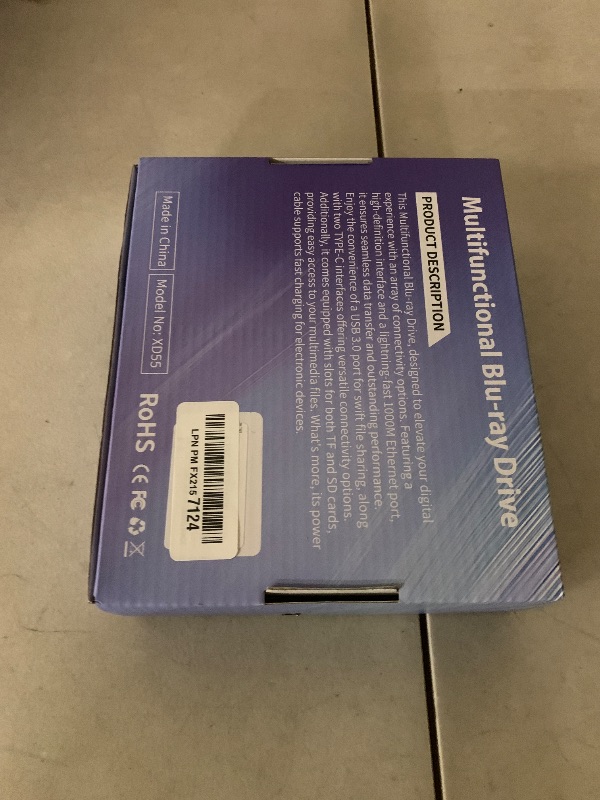 Multifunctional Blu-ray Drive
PRODUCT DESCRIPTION
This Multifunctional Blu-ray Drive, designed to elevate your digital
experience with an array of connectivity options. Featuring a
high-definition interface and a lightning-fast 1000M Ethernet port,
it ensures seamless data transfer and outstanding performance.
Enjoy the convenience of a USB 3.0 port for swift file sharing, along
with two TYPE-C interfaces offering versatile connectivity options.
Additionally, it comes equipped with slots for both TF and SD cards,
providing easy access to your multimedia files. What's more, its power
cable supports fast charging for electronic devices.
LPN PM FX215 7124
Made in China
Model No: XD55
RoHS CE FC